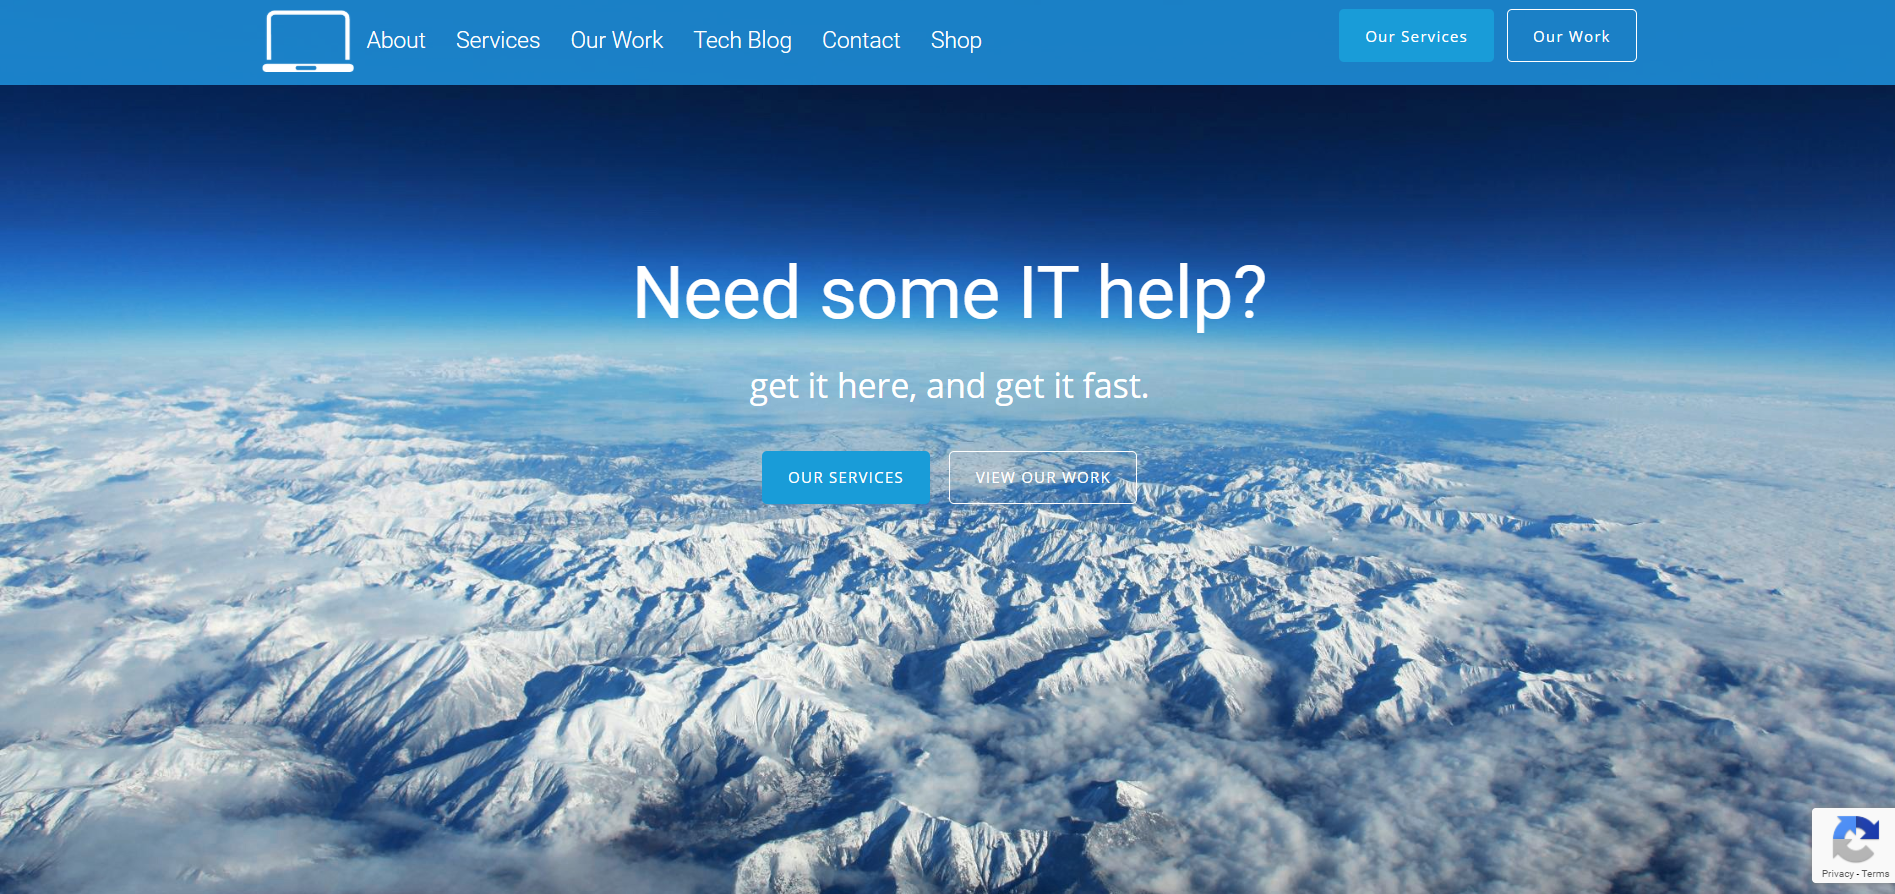 About Services Our Work Tech Blog Contact Shop Our Services Our Work
Need some IT help?
get it here, and get it fast.
OUR SERVICES VIEW OUR WORK
Privacy - Terms